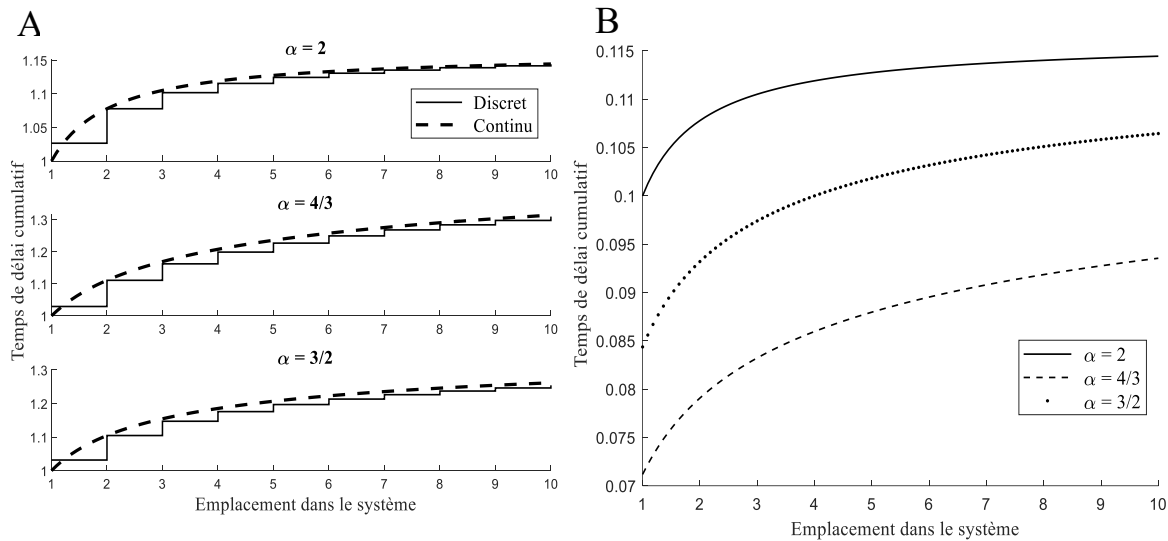 A
α = 2
1.15
1.1
1.05
1
Discret
Continu
1 2 3 4 5 6 7 8 9 10
α = 4/3
1.3
1.2
1.1
1
1 2 3 4 5 6 7 8 9 10
α = 3/2
1.3
1.2
1.1
1
1 2 3 4 5 6 7 8 9 10
Temps de délai cumulatif
Emplacement dans le système
B
0.115
0.11
0.105
0.1
0.095
0.09
0.085
0.08
0.075
0.07
Temps de délai cumulatif
α = 2
α = 4/3
α = 3/2
1 2 3 4 5 6 7 8 9 10
Emplacement dans le système